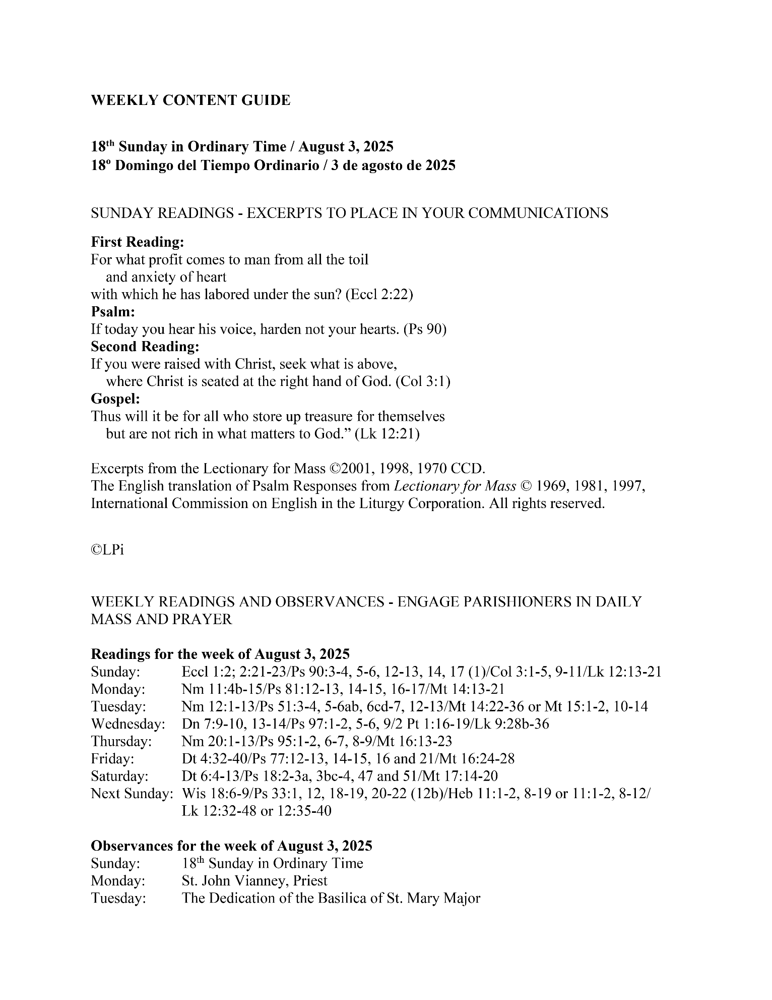 WEEKLY CONTENT GUIDE
18th Sunday in Ordinary Time / August 3, 2025
18º Domingo del Tiempo Ordinario / 3 de agosto de 2025
SUNDAY READINGS - EXCERPTS TO PLACE IN YOUR COMMUNICATIONS
First Reading:
For what profit comes to man from all the toil
and anxiety of heart
with which he has labored under the sun? (Eccl 2:22)
Psalm:
If today you hear his voice, harden not your hearts. (Ps 90)
Second Reading:
If you were raised with Christ, seek what is above,
where Christ is seated at the right hand of God. (Col 3:1)
Gospel:
Thus will it be for all who store up treasure for themselves
but are not rich in what matters to God.” (Lk 12:21)
Excerpts from the Lectionary for Mass ©2001, 1998, 1970 CCD.
The English translation of Psalm Responses from Lectionary for Mass © 1969, 1981, 1997,
International Commission on English in the Liturgy Corporation. All rights reserved.
©LPi
WEEKLY READINGS AND OBSERVANCES - ENGAGE PARISHIONERS IN DAILY
MASS AND PRAYER
Readings for the week of August 3, 2025
Sunday: Eccl 1:2; 2:21-23/Ps 90:3-4, 5-6, 12-13, 14, 17 (1)/Col 3:1-5, 9-11/Lk 12:13-21
Monday: Nm 11:4b-15/Ps 81:12-13, 14-15, 16-17/Mt 14:13-21
Tuesday: Nm 12:1-13/Ps 51:3-4, 5-6ab, 6cd-7, 12-13/Mt 14:22-36 or Mt 15:1-2, 10-14
Wednesday: Dn 7:9-10, 13-14/Ps 97:1-2, 5-6, 9/2 Pt 1:16-19/Lk 9:28b-36
Thursday: Nm 20:1-13/Ps 95:1-2, 6-7, 8-9/Mt 16:13-23
Friday: Dt 4:32-40/Ps 77:12-13, 14-15, 16 and 21/Mt 16:24-28
Saturday: Dt 6:4-13/Ps 18:2-3a, 3bc-4, 47 and 51/Mt 17:14-20
Next Sunday: Wis 18:6-9/Ps 33:1, 12, 18-19, 20-22 (12b)/Heb 11:1-2, 8-19 or 11:1-2, 8-12/
Lk 12:32-48 or 12:35-40
Observances for the week of August 3, 2025
Sunday: 18th Sunday in Ordinary Time
Monday: St. John Vianney, Priest
Tuesday: The Dedication of the Basilica of St. Mary Major